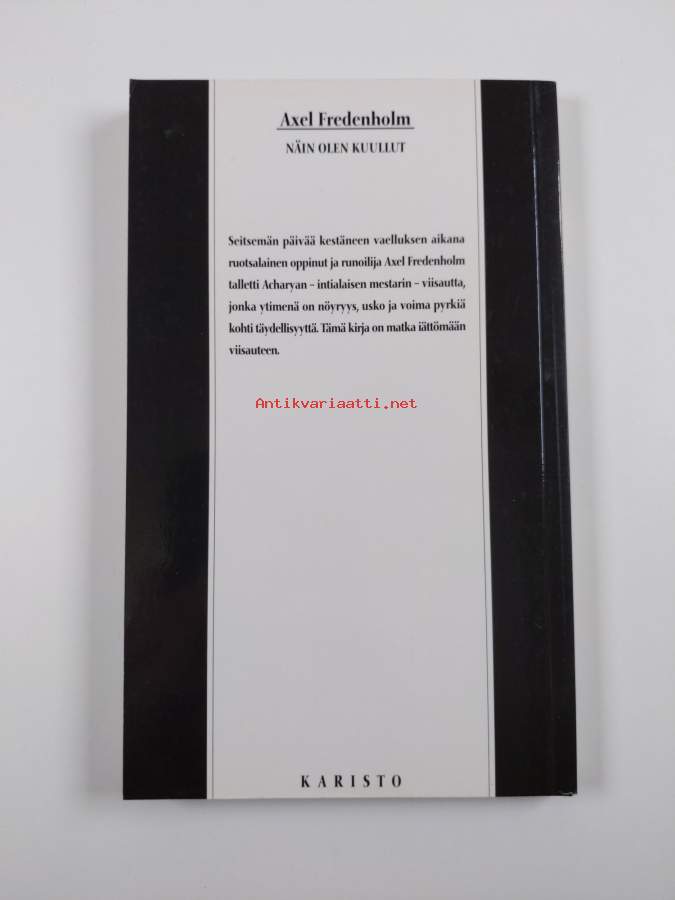 Axel Fredenholm
NÄIN OLEN KUULLUT
Seitsemän päivää kestäneen vaelluksen aikana
ruotsalainen oppinut ja runoilija Axel Fredenholm
talletti Acharyan – intialaisen mestarin – viisautta,
jonka ytimenä on nöyryys, usko ja voima pyrkiä
kohti täydellisyyttä. Tämä kirja on matka iättömään
viisauteen.
Antikvariaatti.net
KARISTO